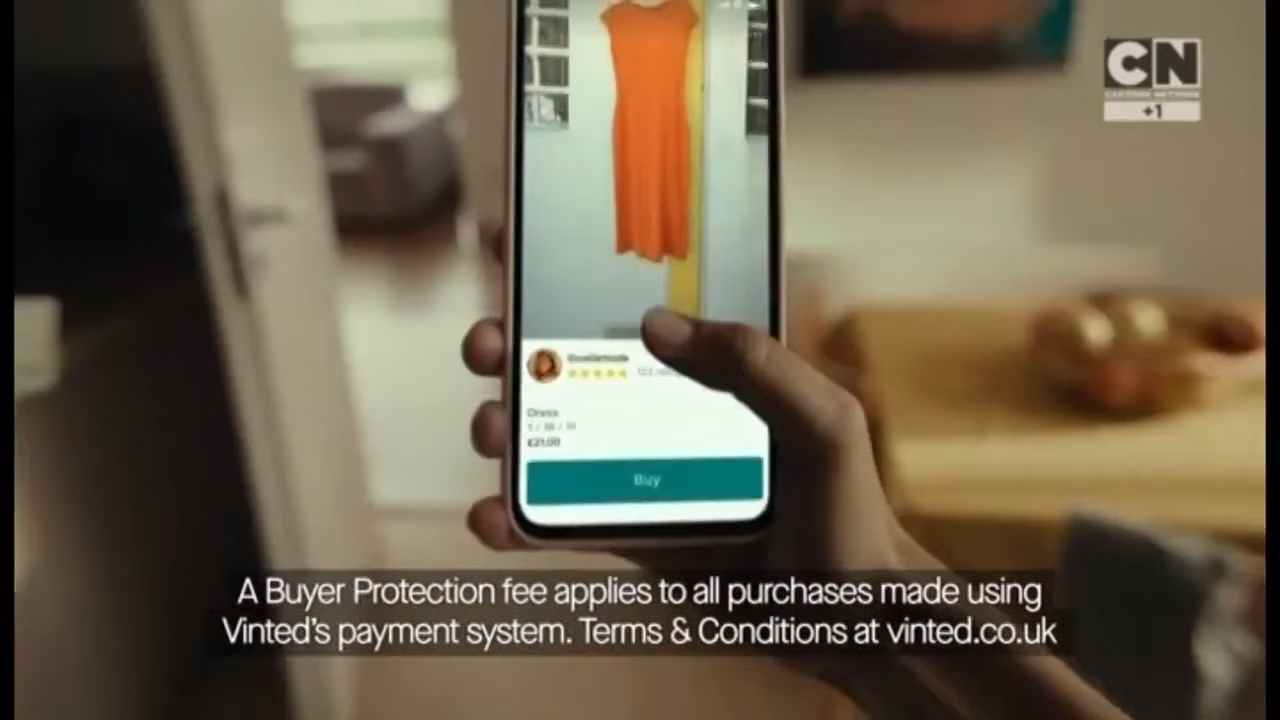 CN
CARTOON NETWORK
+1
Dress
Buy
A Buyer Protection fee applies to all purchases made using
Vinted's payment system. Terms & Conditions at vinted.co.uk